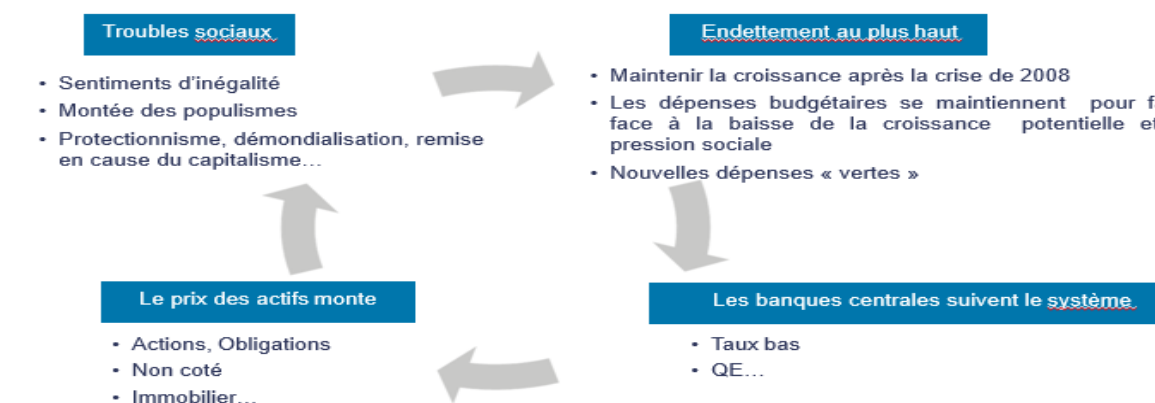 Troubles sociaux
• Sentiments d'inégalité
• Montée des populismes
• Protectionnisme, démondialisation, remise
en cause du capitalisme…
Endettement au plus haut
• Maintenir la croissance après la crise de 2008
• Les dépenses budgétaires se maintiennent pour
face à la baisse de la croissance potentielle et
pression sociale
• Nouvelles dépenses « vertes »
Le prix des actifs monte
• Actions, Obligations
• Non coté
• Immobilier…
Les banques centrales suivent le système
• Taux bas
• QE…